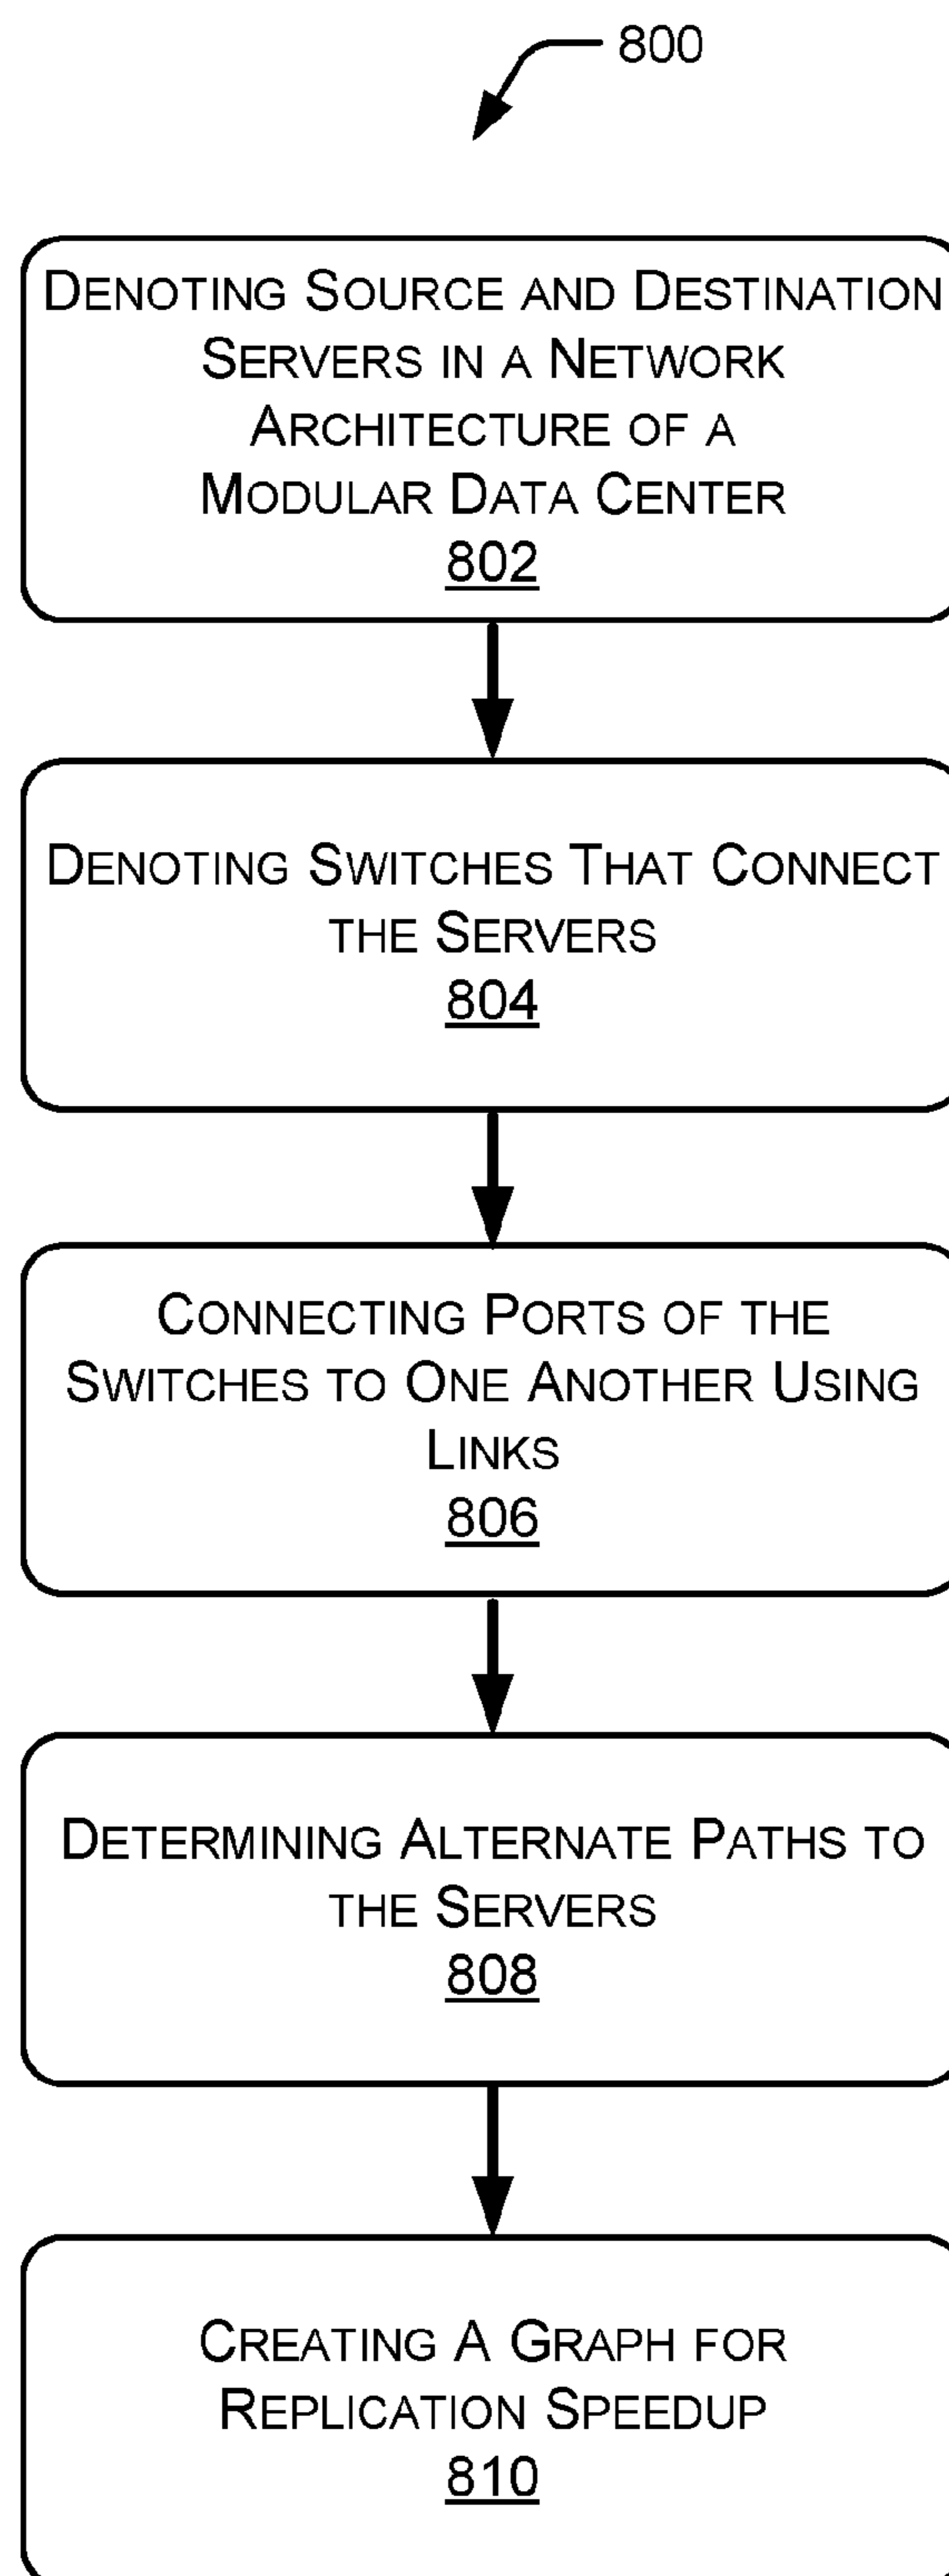 800
DENOTING SOURCE AND DESTINATION
SERVERS IN A NETWORK
ARCHITECTURE OF A
MODULAR DATA CENTER
802
DENOTING SWITCHES THAT CONNECT
THE SERVERS
804
CONNECTING PORTS OF THE
SWITCHES TO ONE ANOTHER USING
LINKS
806
DETERMINING ALTERNATE PATHS TO
THE SERVERS
808
CREATING A GRAPH FOR
REPLICATION SPEEDUP
810